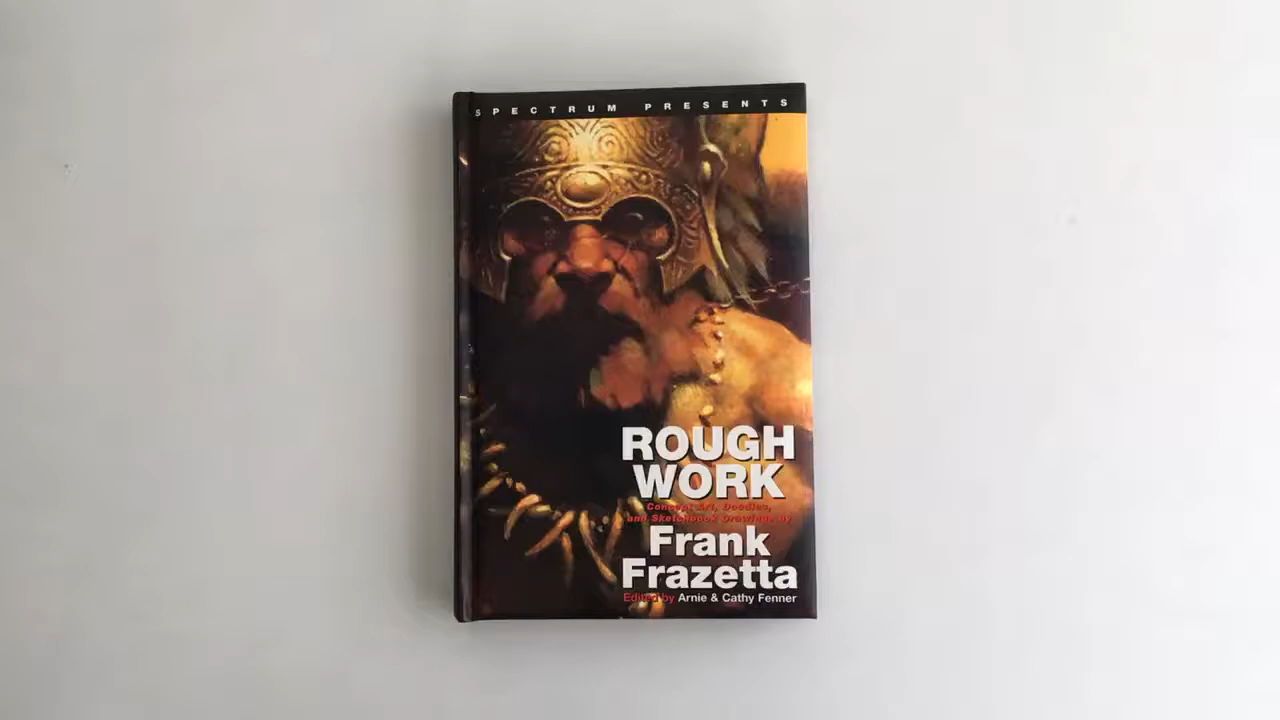 SPECTRUM PRESENTS
ROUGH
WORK
Concept Art, Doodles,
and Sketchbook Drawings by
Frank
Frazetta
Edited by Arnie & Cathy Fenner